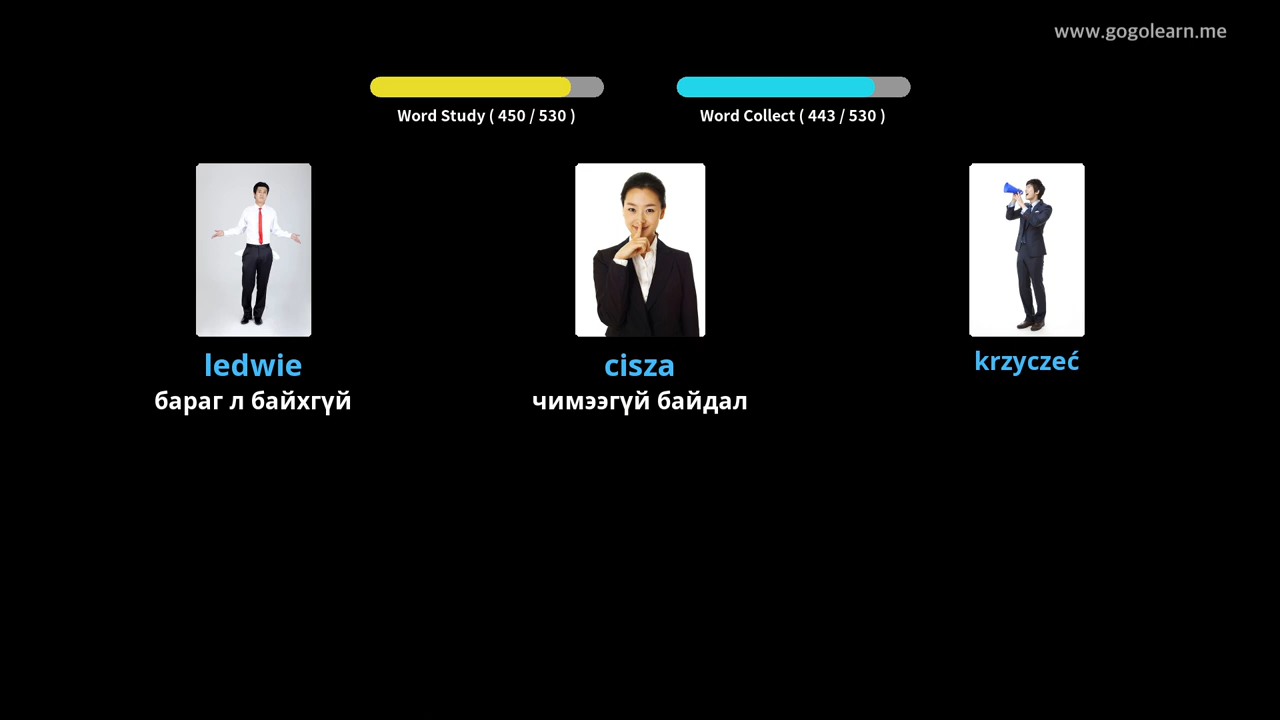 www.gogolearn.me
Word Study ( 450 / 530 )
Word Collect ( 443 / 530 )
ledwie
бараг л байхгүй
cisza
чимээгүй байдал
krzyczeć